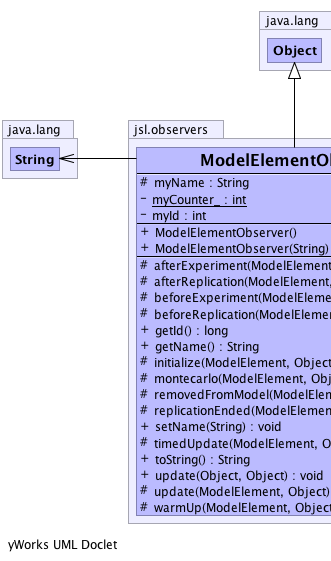 java.lang
Object
java.lang
jsl.observers
String
ModelElementOb
# myName : String
- myCounter_ : int
- myId : int
+ ModelElementObserver()
+ ModelElementObserver(String)
# afterExperiment(ModelElement
# afterReplication(ModelElement,
# beforeExperiment(ModelEleme
# beforeReplication(ModelEleme
+ getId() : long
+ getName() : String
# initialize(ModelElement, Object
# montecarlo(ModelElement, Obj
# removedFromModel(ModelElem
# replicationEnded(ModelElemen
+ setName(String) : void
# timedUpdate(ModelElement, O
+ toString() : String
+ update(Object, Object) : void
# update(ModelElement, Object)
# warmUp(ModelElement, Object
yWorks UML Doclet